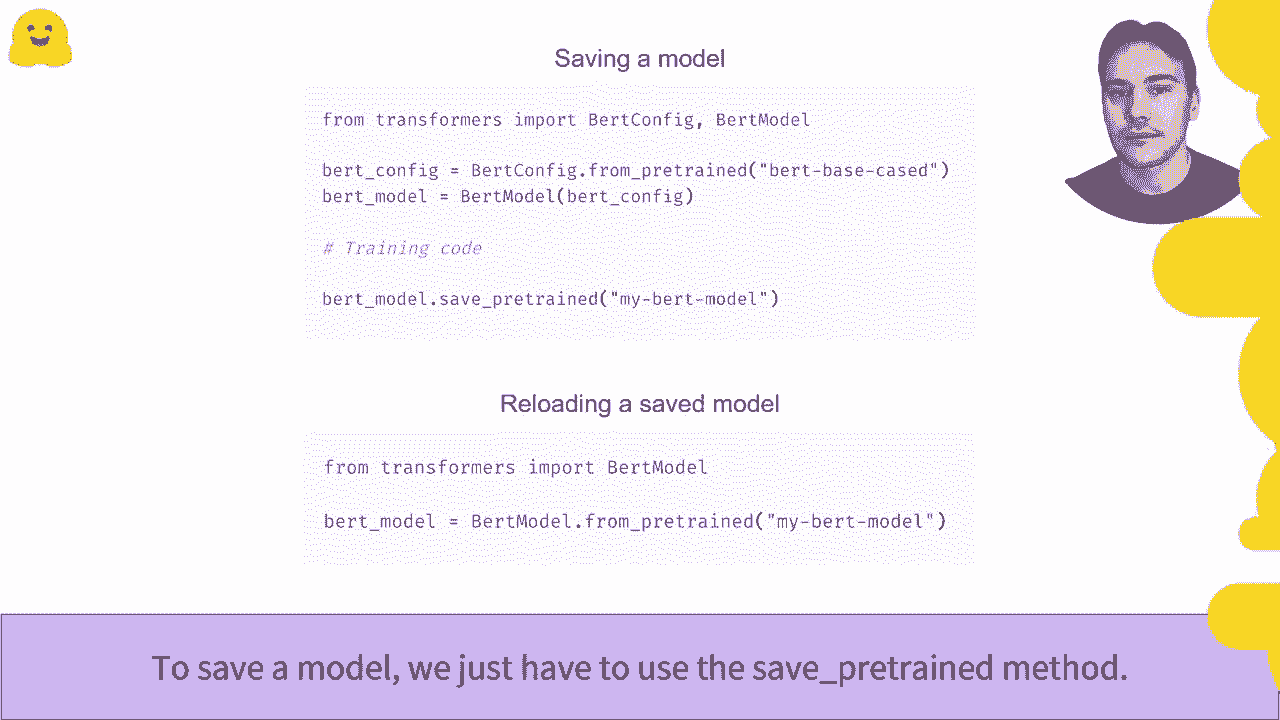 Saving a model
from transformers import BertConfig, BertModel
bert_config = BertConfig.from_pretrained("bert-base-cased")
bert_model = BertModel(bert_config)
# Training code
bert_model.save_pretrained("my-bert-model")
Reloading a saved model
from transformers import BertModel
bert_model = BertModel.from_pretrained("my-bert-model")
To save a model, we just have to use the save_pretrained method.